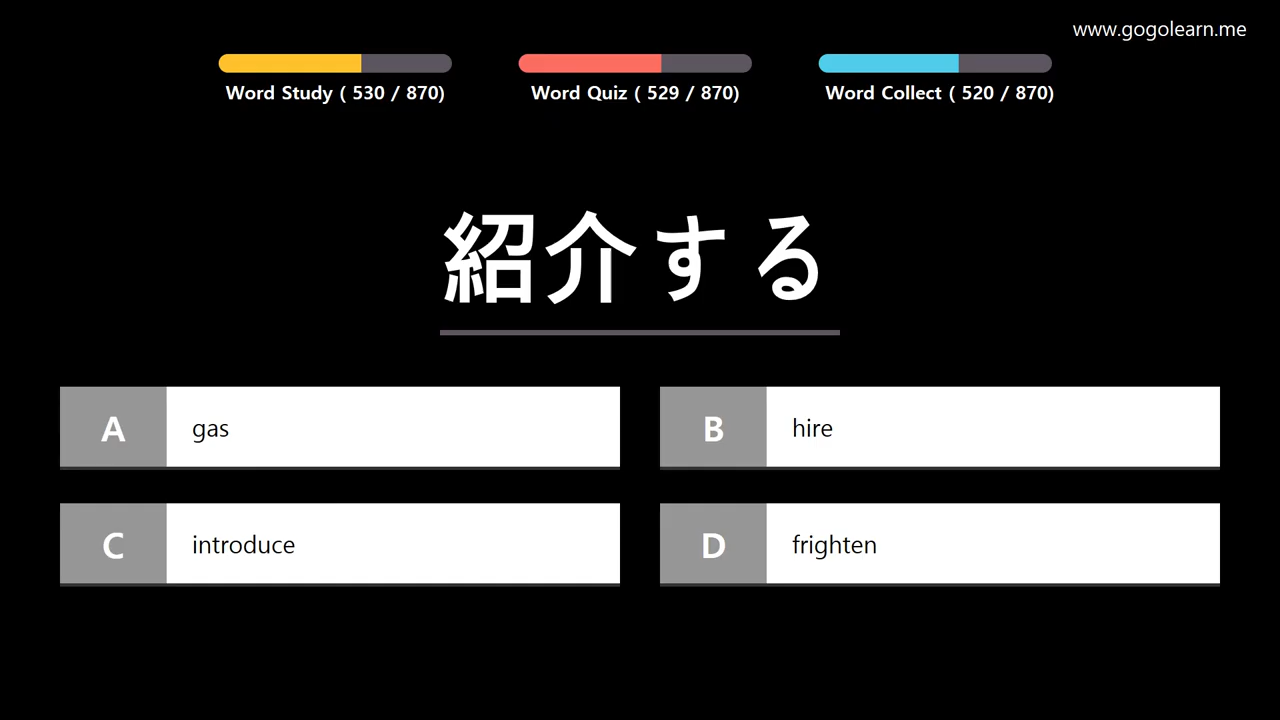 www.gogolearn.me
Word Study ( 530 / 870)
Word Quiz ( 529 / 870)
Word Collect ( 520 / 870)
紹介する
A gas
B hire
C introduce
D frighten